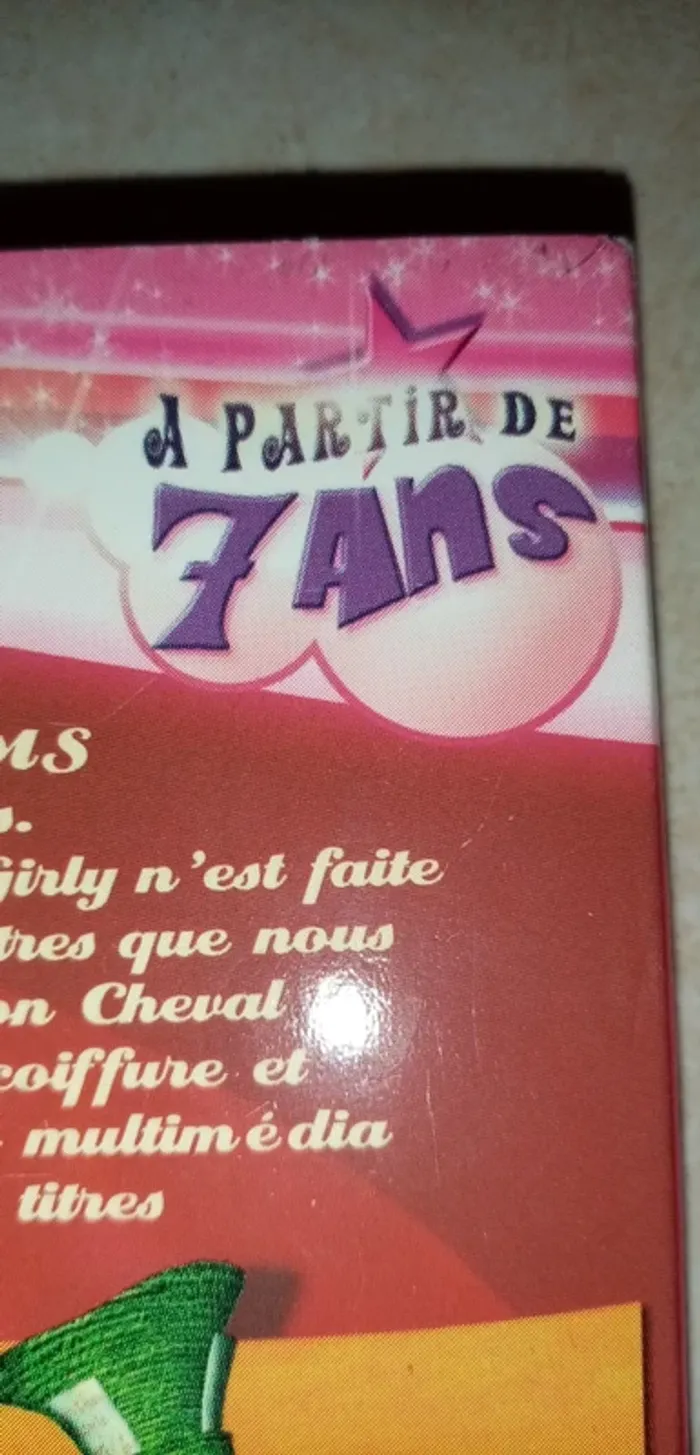 A PARTIR DE
7 Ans
MS
s.
Girly n'est faite
tres que nous
on Cheval
coiffure et
multimédia
titres